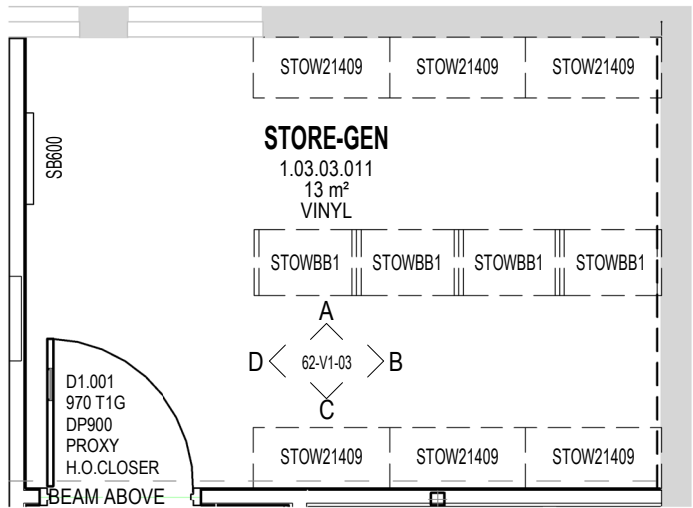 STOW21409 STOW21409 STOW21409
STORE-GEN
1.03.03.011
13 m²
VINYL
SB600
STOWBB1 STOWBB1 STOWBB1 STOWBB1
A
D 62-V1-03 B
C
D1.001
970 T1G
DP900
PROXY
H.O.CLOSER
STOW21409 STOW21409 STOW21409
BEAM ABOVE